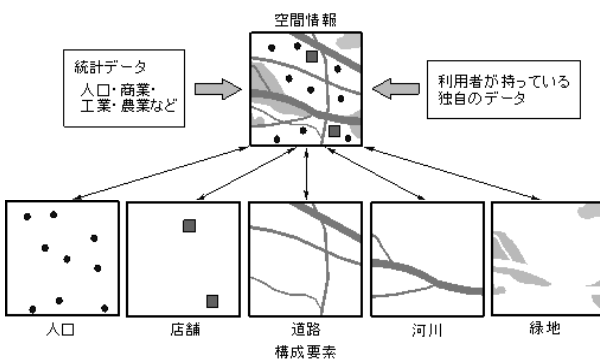 空間情報
統計データ
人口・商業・
工業・農業など
利用者が持っている
独自のデータ
人口
店舗
道路
河川
緑地
構成要素